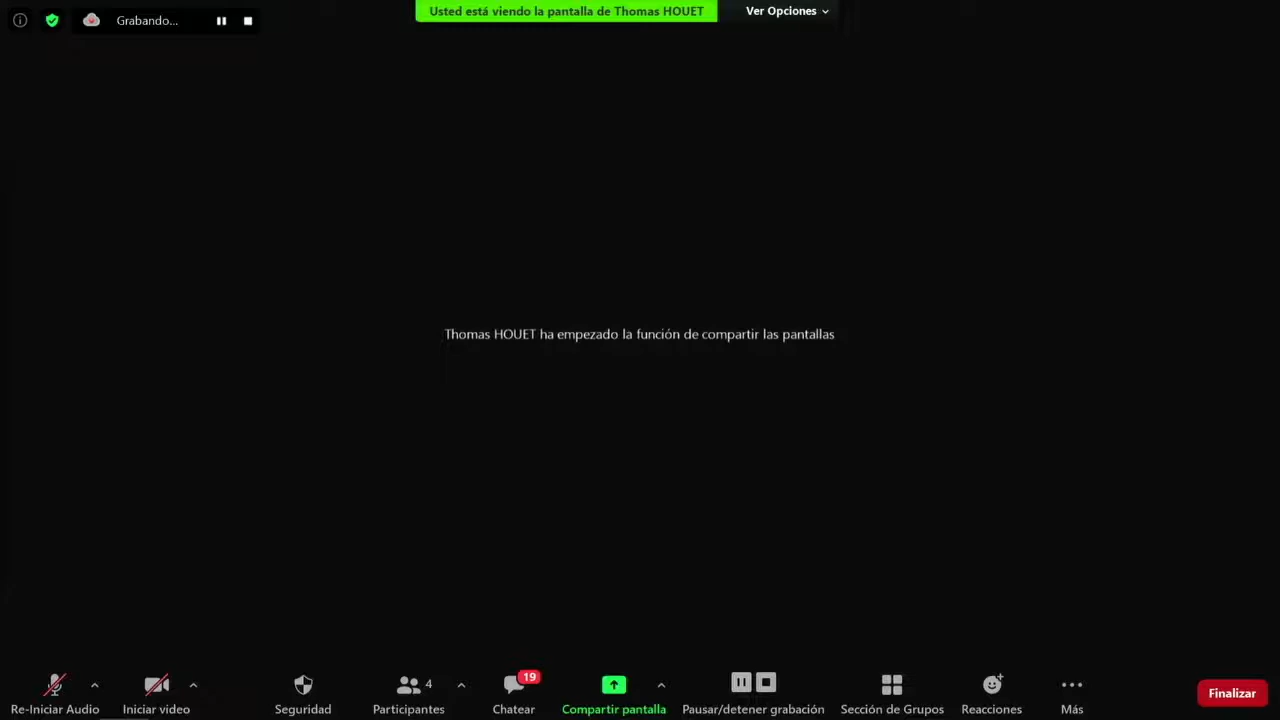 Grabando...
Usted está viendo la pantalla de Thomas HOUET
Ver Opciones
Thomas HOUET ha empezado la función de compartir las pantallas
4
19
Re-Iniciar Audio
Iniciar video
Seguridad
Participantes
Chatear
Compartir pantalla
Pausar/detener grabación
Sección de Grupos
Reacciones
Más
Finalizar